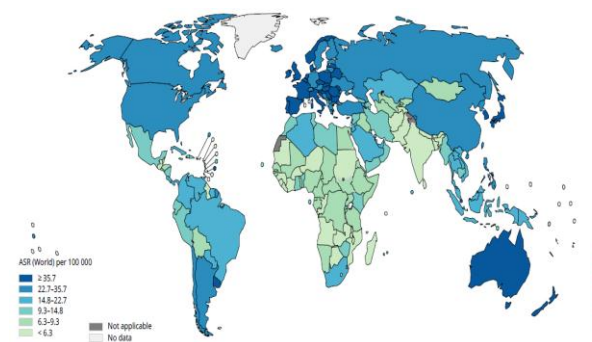 ASR (World) per 100 000
≥ 35.7
22.7–35.7
14.8–22.7
9.3–14.8
6.3–9.3
< 6.3
Not applicable
No data